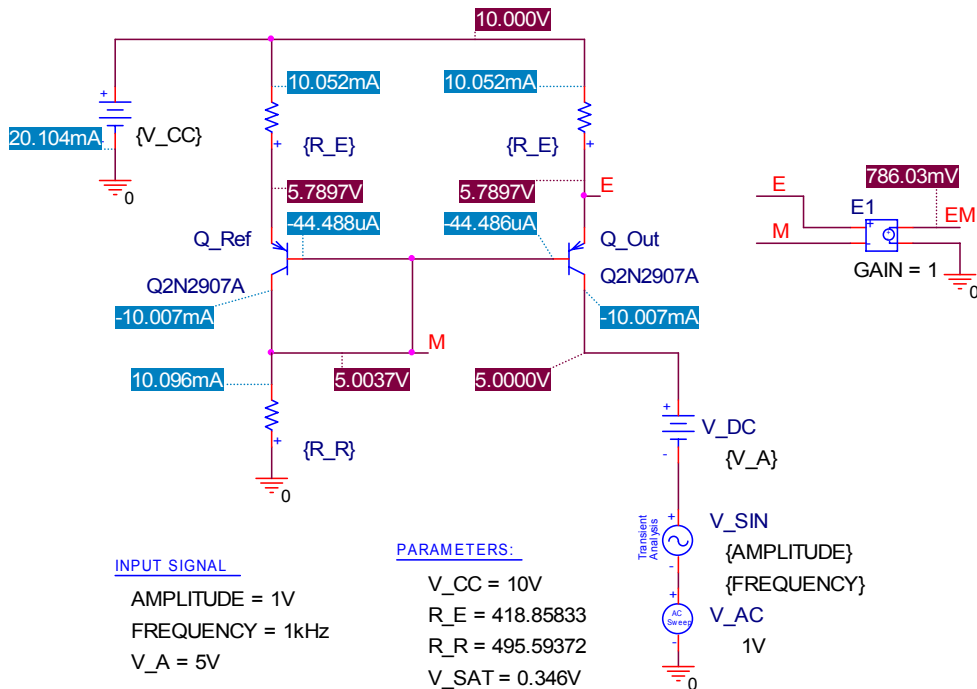 10.000V
10.052mA
10.052mA
+
20.104mA
{V_CC}
0
{R_E}
+
{R_E}
+
5.7897V
5.7897V
E
-44.488uA
-44.486uA
Q_Ref
Q_Out
Q2N2907A
Q2N2907A
-10.007mA
-10.007mA
M
10.096mA
5.0037V
5.0000V
+
{R_R}
0
E
M
E1
+
-
786.03mV
EM
GAIN = 1
0
+
V_DC
-
{V_A}
Transient
Analysis
+
V_SIN
{AMPLITUDE}
-
{FREQUENCY}
+
AC
Sweep
V_AC
-
1V
0
INPUT SIGNAL
AMPLITUDE = 1V
FREQUENCY = 1kHz
V_A = 5V
PARAMETERS:
V_CC = 10V
R_E = 418.85833
R_R = 495.59372
V_SAT = 0.346V